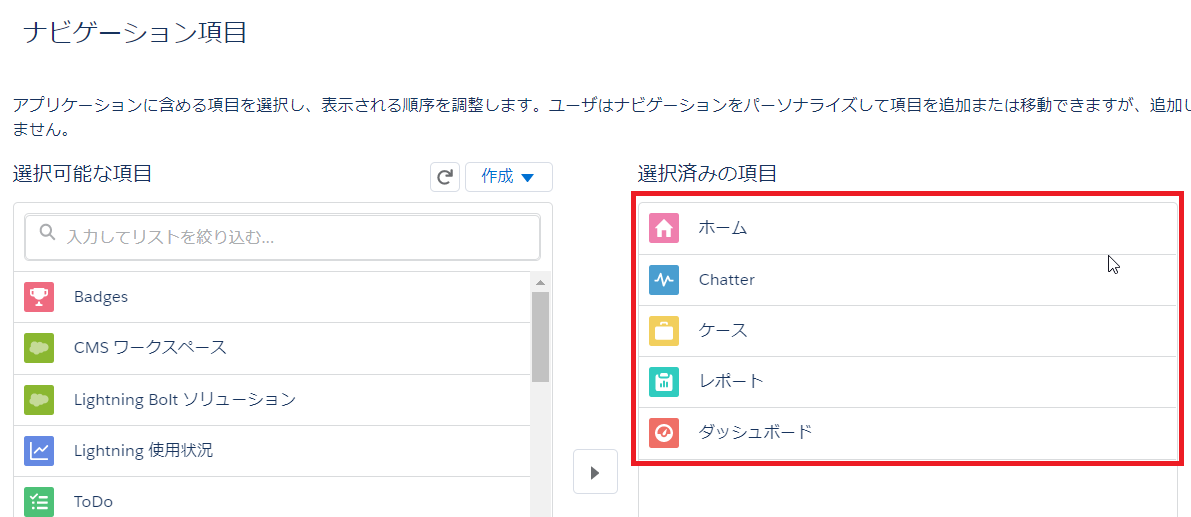 ナビゲーション項目
アプリケーションに含める項目を選択し、表示される順序を調整します。ユーザはナビゲーションをパーソナライズして項目を追加または移動できますが、追加し
ません。
選択可能な項目
作成
選択済みの項目
入力してリストを絞り込む...
Badges
CMS ワークスペース
Lightning Bolt ソリューション
Lightning 使用状況
ToDo
ホーム
Chatter
ケース
レポート
ダッシュボード